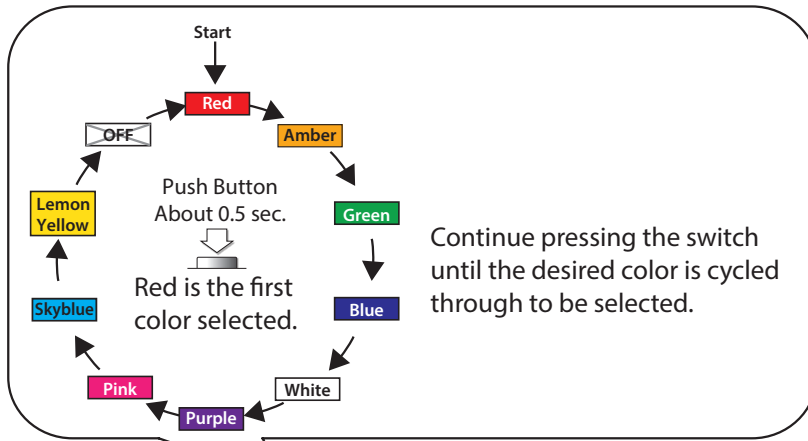 Start
Red
Amber
Green
Blue
White
Purple
Pink
Skyblue
Lemon
Yellow
OFF
Push Button
About 0.5 sec.
Red is the first
color selected.
Continue pressing the switch
until the desired color is cycled
through to be selected.